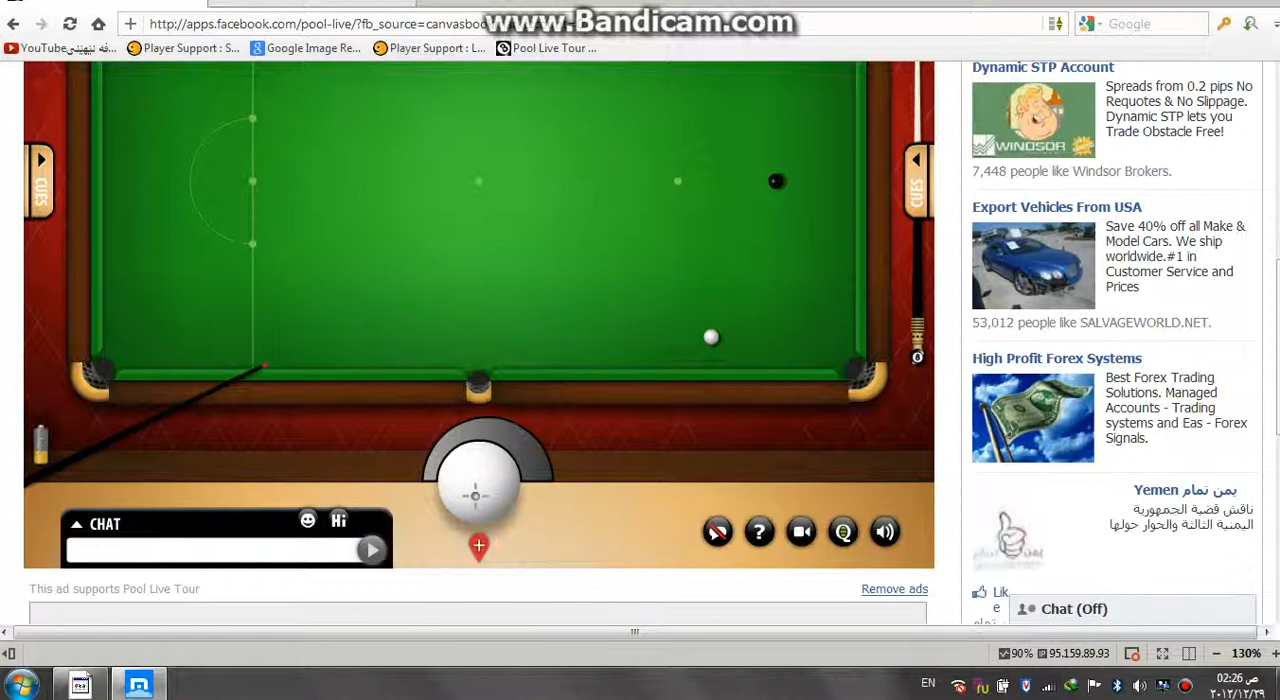 www.Bandicam.com
http://apps.facebook.com/pool-live/?fb_source=canvasboo
Google
YouTube
Player Support : S...
Google Image Re...
Player Support : L...
Pool Live Tour ...
CUES
CUES
CHAT
Hi
?
Q
This ad supports Pool Live Tour
Remove ads
Dynamic STP Account
Spreads from 0.2 pips No
Requotes & No Slippage.
Dynamic STP lets you
Trade Obstacle Free!
WINDSOR
7,448 people like Windsor Brokers.
Export Vehicles From USA
Save 40% off all Make &
Model Cars. We ship
worldwide.#1 in
Customer Service and
Prices
53,012 people like SALVAGEWORLD.NET.
High Profit Forex Systems
Best Forex Trading
Solutions. Managed
Accounts - Trading
systems and Eas - Forex
Signals.
يمن تمام Yemen
ناقش قضية الجمهورية
اليمنية الثالثة والحوار حولها
Lik
e
Chat (Off)
90%
95.159.89.93
130%
EN
02:26 ص
٢٠١٢/١٢/٢٩